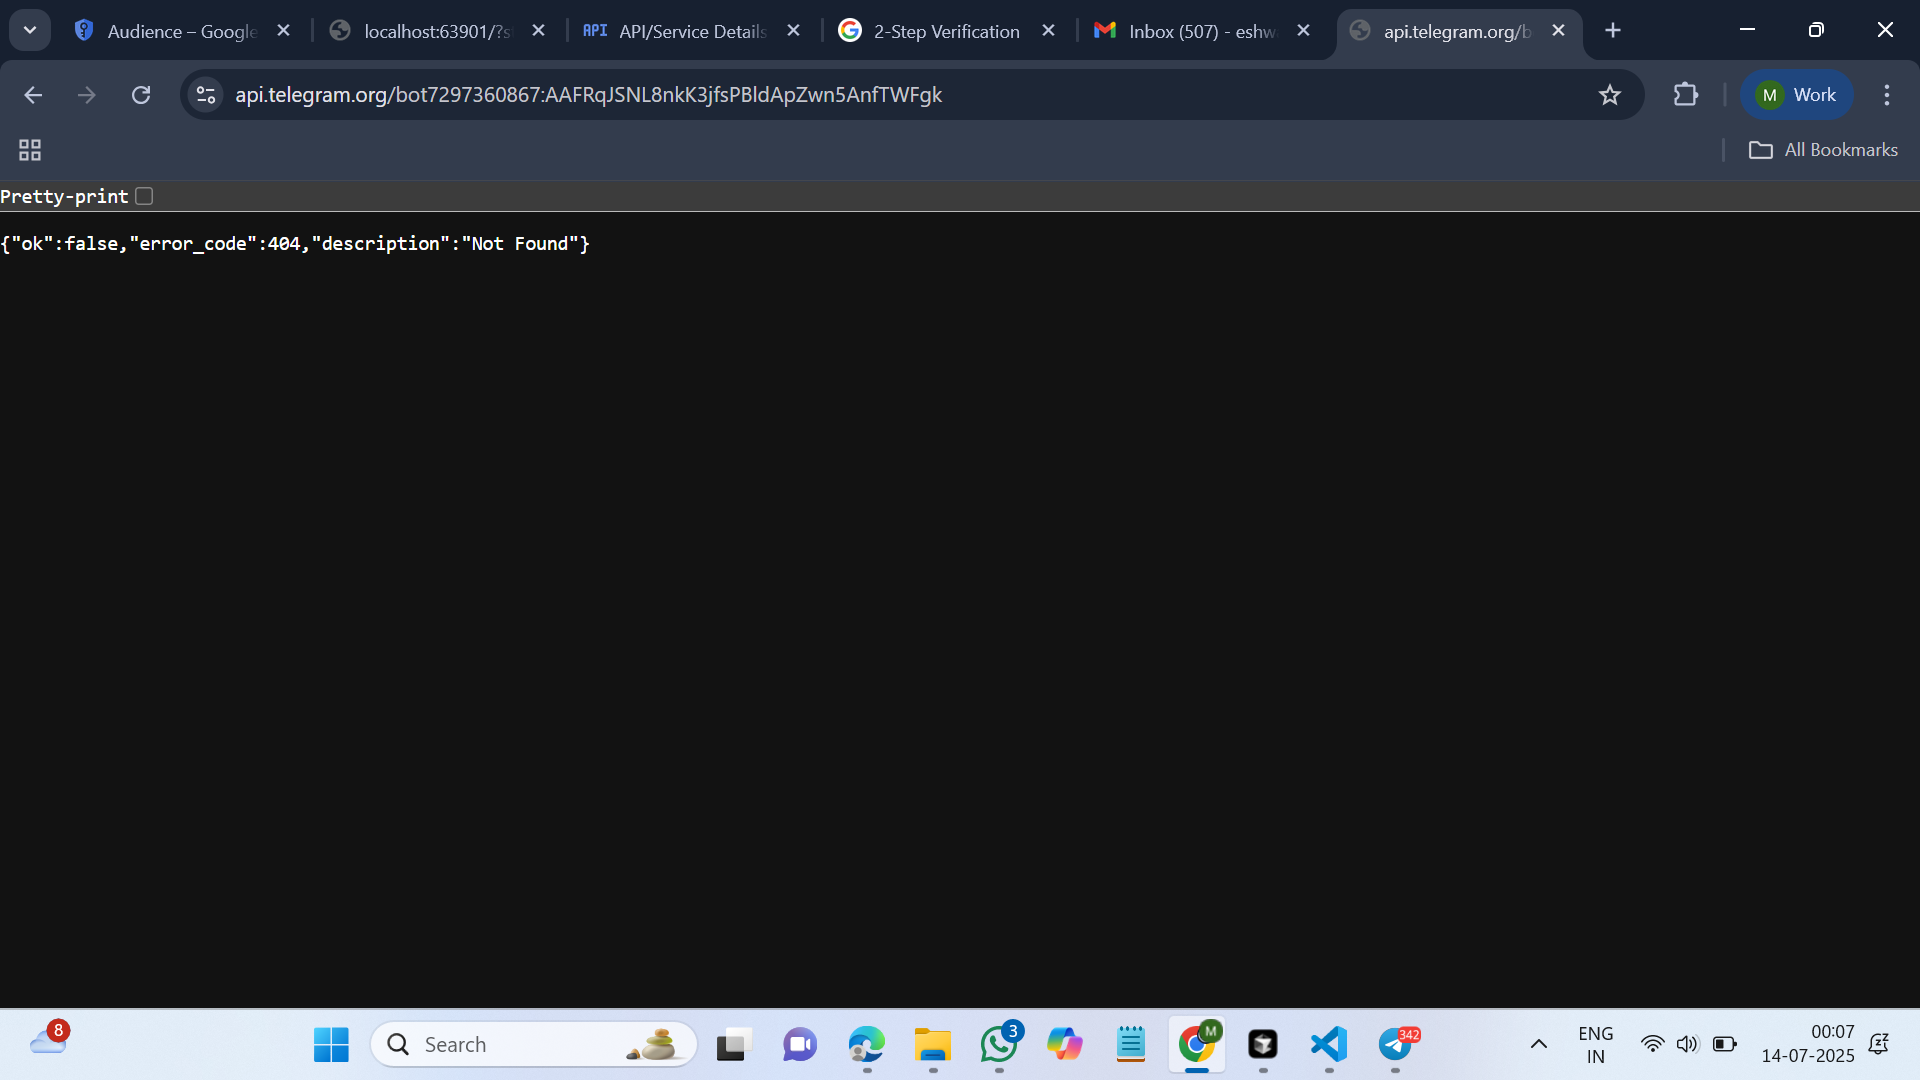 Audience – Google
localhost:63901/?s
API API/Service Details
2-Step Verification
Inbox (507) - eshw
api.telegram.org/b
api.telegram.org/bot7297360867:AAFRqJSNL8nkK3jfsPBldApZwn5AnfTWFgk
M Work
All Bookmarks
Pretty-print
{"ok":false,"error_code":404,"description":"Not Found"}
8
Search
3
M
342
ENG
IN
00:07
14-07-2025